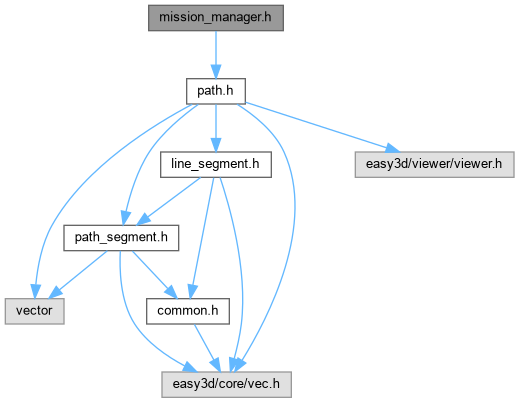 mission_manager.h
path.h
line_segment.h
easy3d/viewer/viewer.h
path_segment.h
vector
common.h
easy3d/core/vec.h